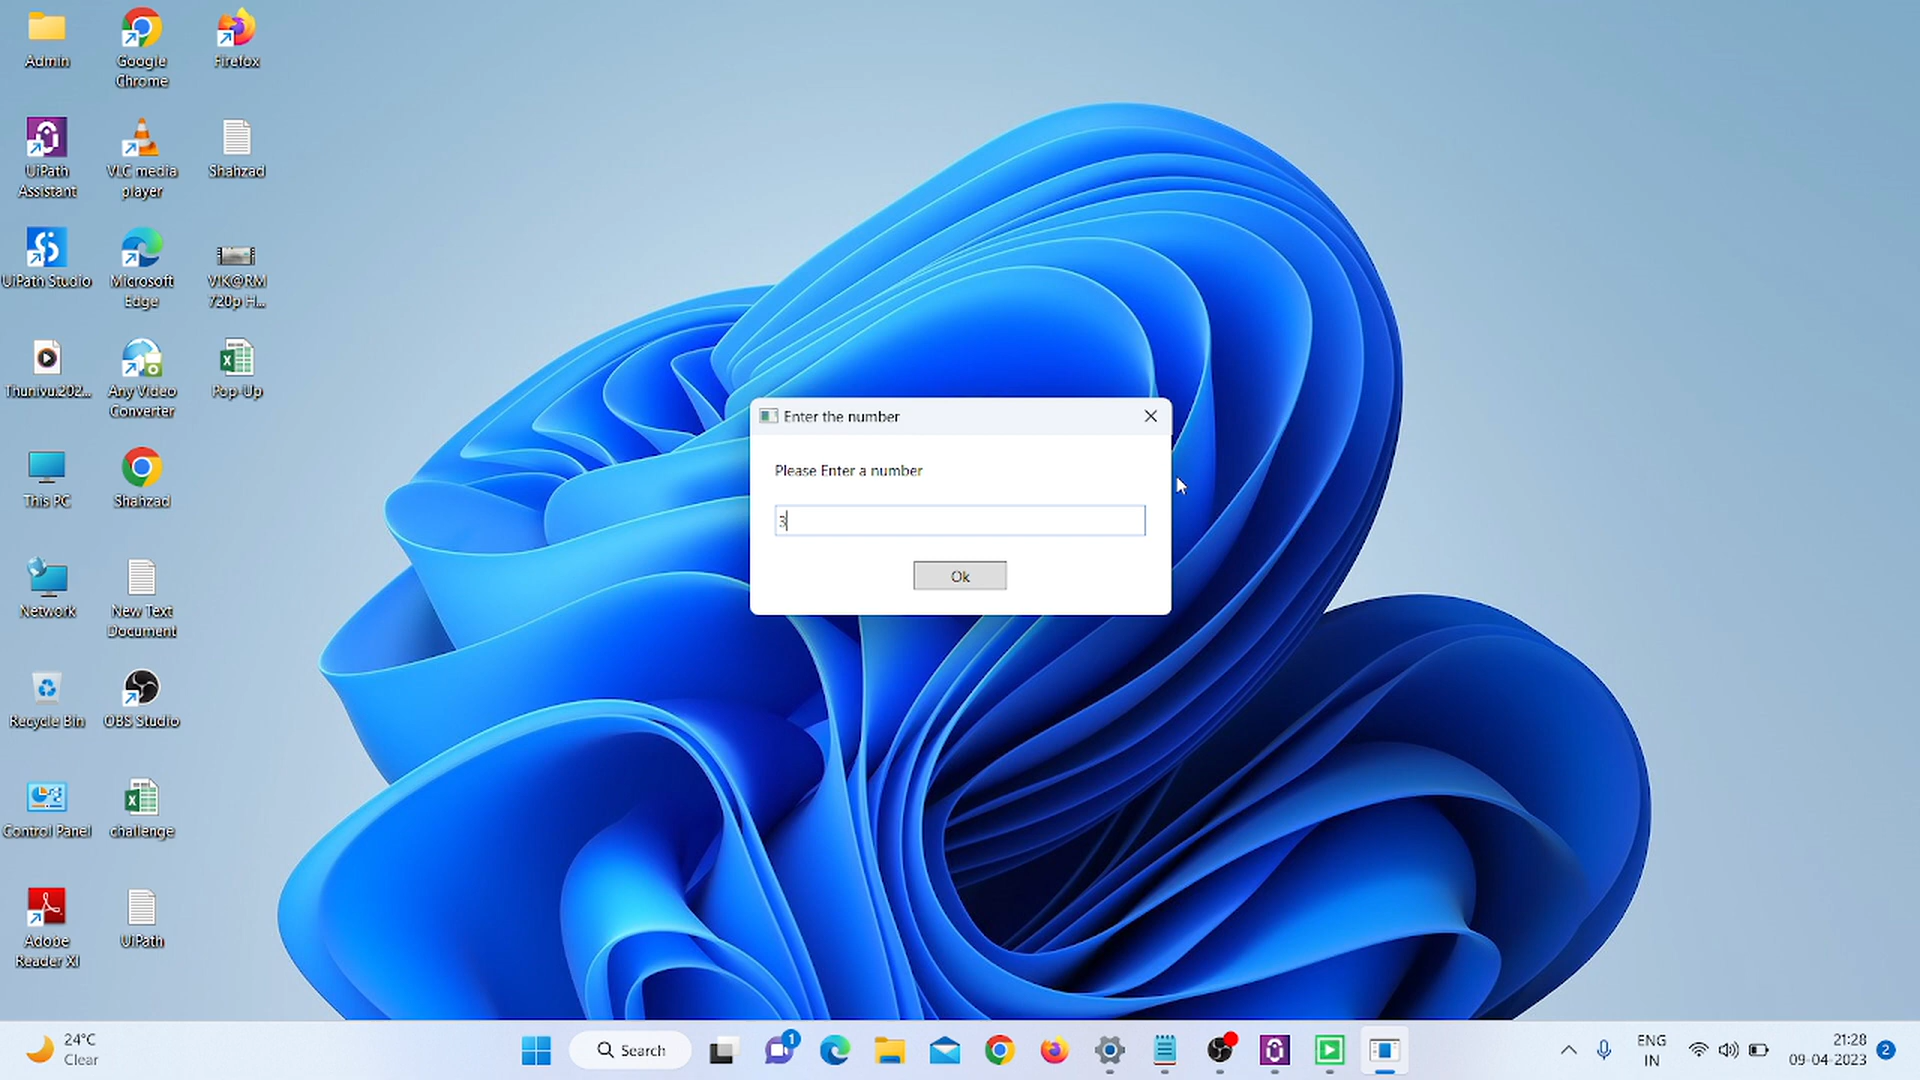 Admin
Google
Chrome
Firefox
UiPath
Assistant
VLC media
player
Shahzad
UiPath Studio
Microsoft
Edge
VIK@RM
720p H...
Thunivu.202...
Any Video
Converter
Pop-Up
This PC
Shahzad
Network
New Text
Document
Recycle Bin
OBS Studio
Control Panel
challenge
Adobe
Reader XI
UiPath
Enter the number
Please Enter a number
3
Ok
24°C
Clear
Search
1
ENG
IN
21:28
09-04-2023
2